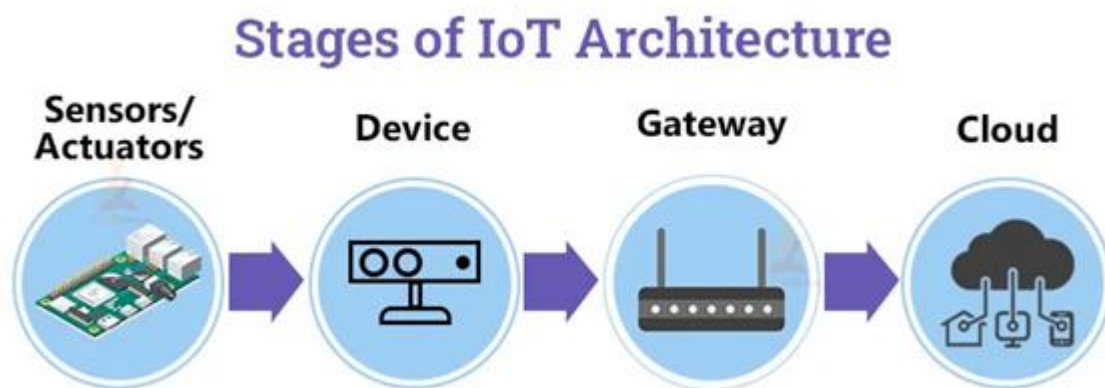 Stages of IoT Architecture
Sensors/
Actuators
Device
Gateway
Cloud